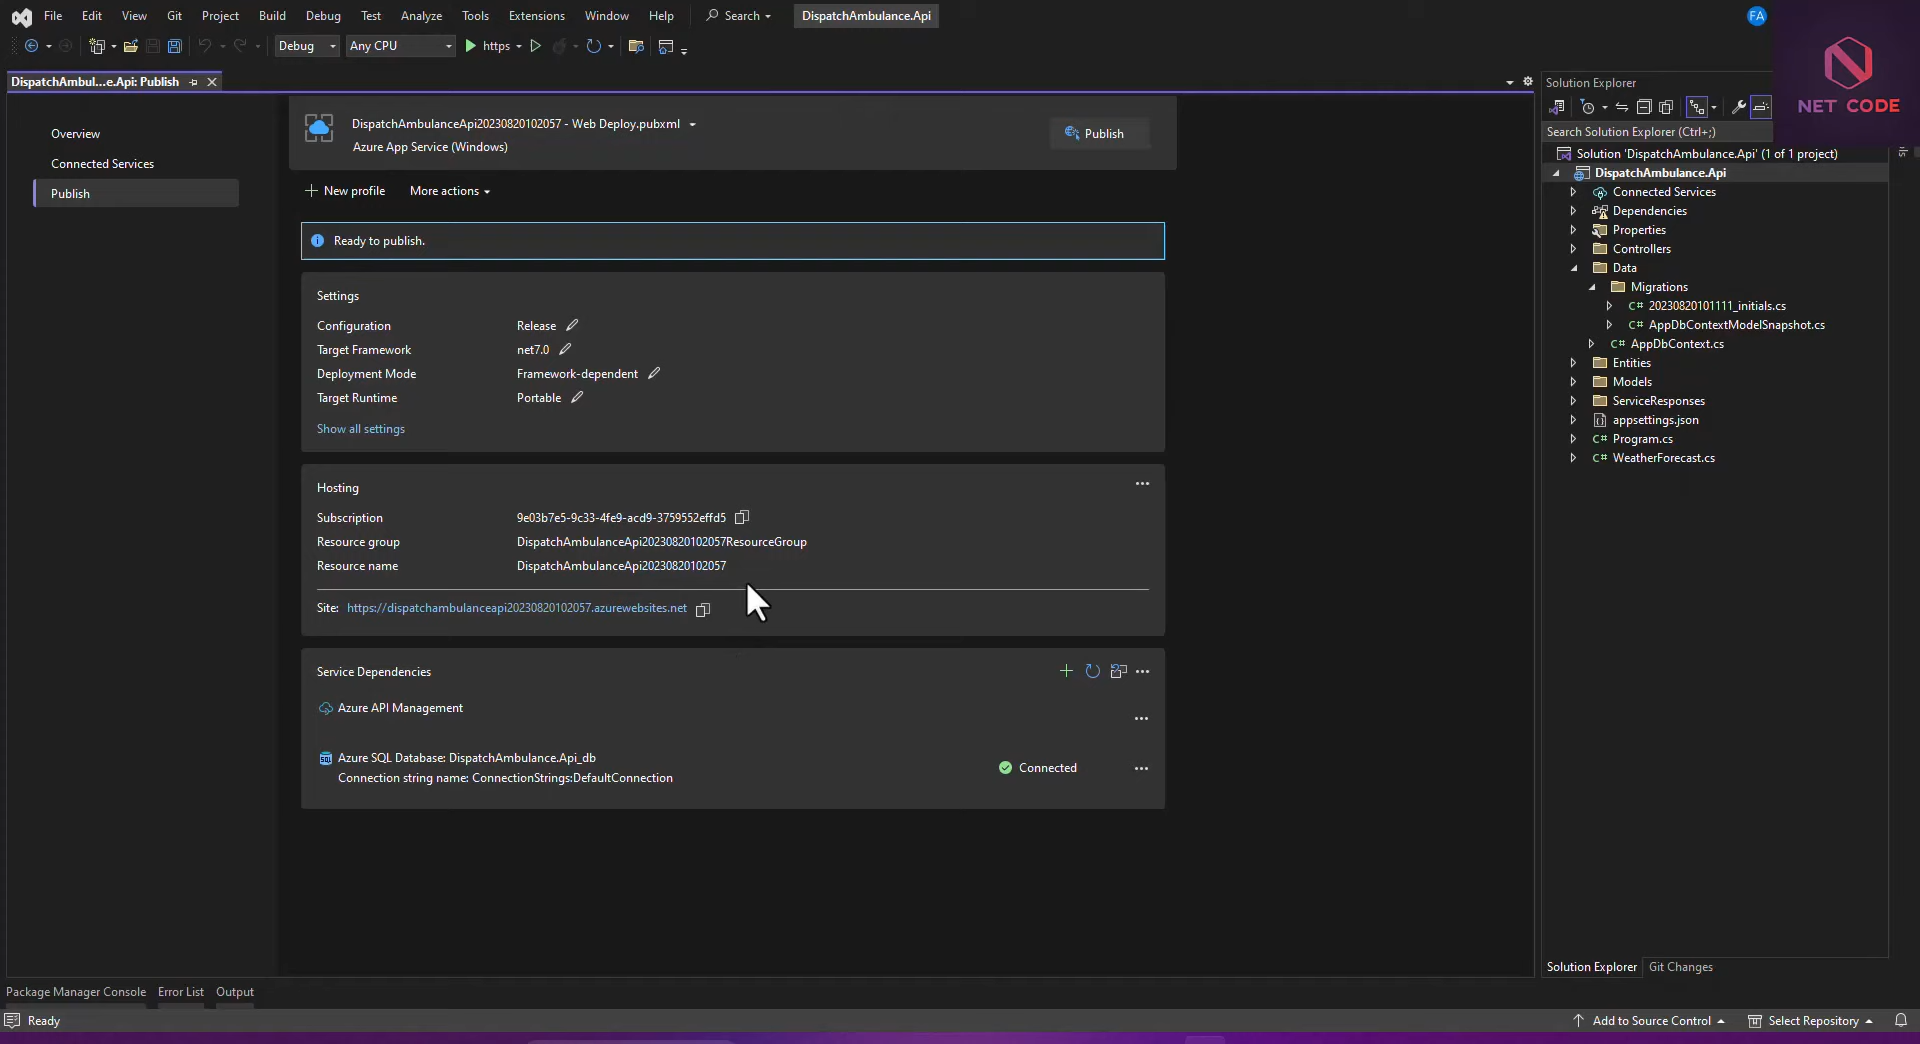 File Edit View Git Project Build Debug Test Analyze Tools Extensions Window Help Search DispatchAmbulance.Api FA
Debug Any CPU https
NET CODE
DispatchAmbul...e.Api: Publish
Overview
Connected Services
Publish
DispatchAmbulanceApi20230820102057 - Web Deploy.pubxml
Azure App Service (Windows)
Publish
New profile More actions
Ready to publish.
Settings
Configuration Release
Target Framework net7.0
Deployment Mode Framework-dependent
Target Runtime Portable
Show all settings
Hosting
Subscription 9e03b7e5-9c33-4fe9-acd9-3759552effd5
Resource group DispatchAmbulanceApi20230820102057ResourceGroup
Resource name DispatchAmbulanceApi20230820102057
Site: https://dispatchambulanceapi20230820102057.azurewebsites.net
Service Dependencies
Azure API Management
Azure SQL Database: DispatchAmbulance.Api_db
Connection string name: ConnectionStrings:DefaultConnection
Connected
Solution Explorer
Search Solution Explorer (Ctrl+;)
Solution 'DispatchAmbulance.Api' (1 of 1 project)
DispatchAmbulance.Api
Connected Services
Dependencies
Properties
Controllers
Data
Migrations
C# 20230820101111_initials.cs
C# AppDbContextModelSnapshot.cs
C# AppDbContext.cs
Entities
Models
ServiceResponses
appsettings.json
C# Program.cs
C# WeatherForecast.cs
Solution Explorer Git Changes
Package Manager Console Error List Output
Ready
Add to Source Control Select Repository